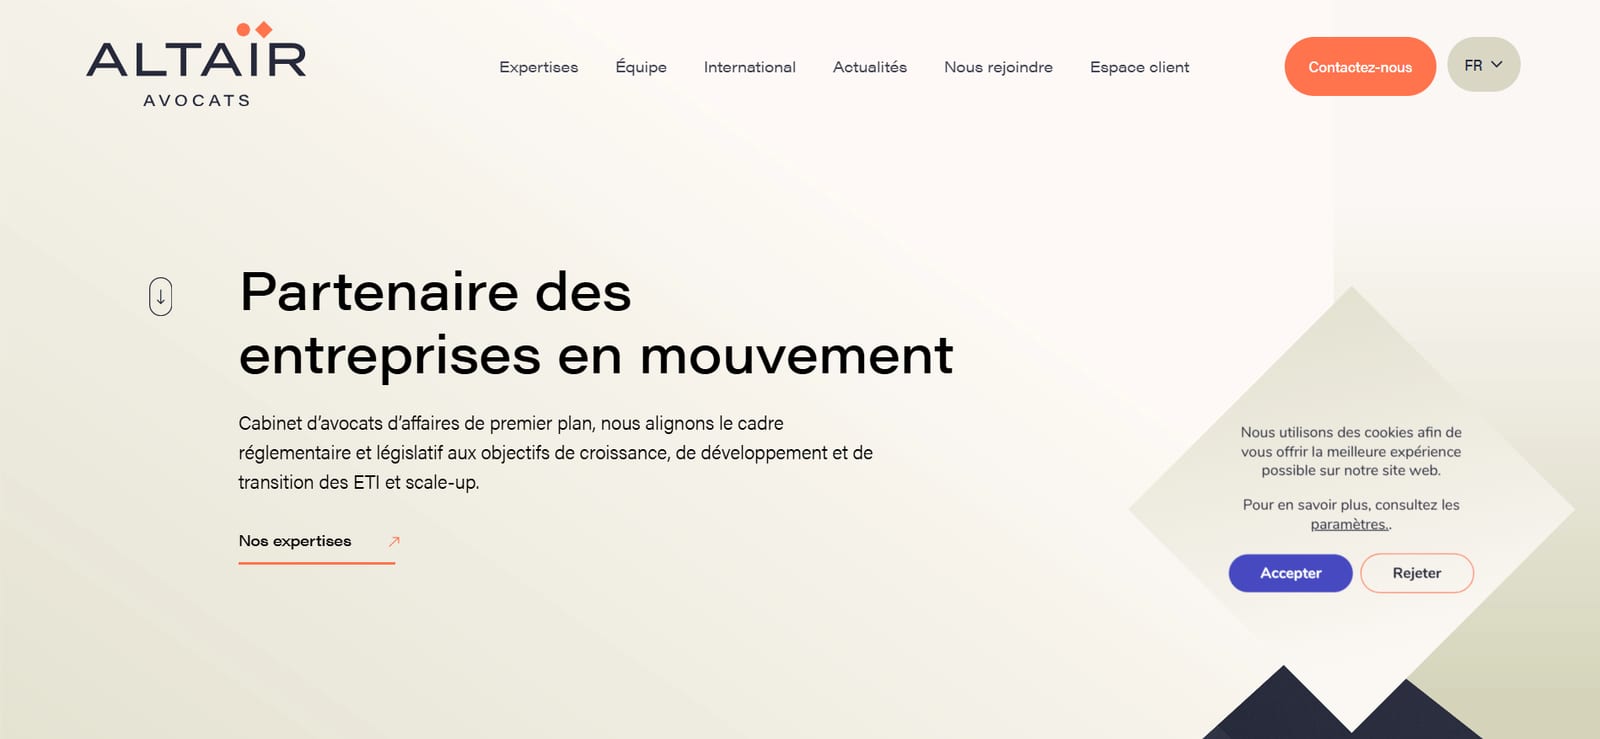 ALTAÏR
AVOCATS
Expertises
Équipe
International
Actualités
Nous rejoindre
Espace client
Contactez-nous
FR
Partenaire des
entreprises en mouvement
Cabinet d’avocats d’affaires de premier plan, nous alignons le cadre
réglementaire et législatif aux objectifs de croissance, de développement et de
transition des ETI et scale-up.
Nos expertises
Nous utilisons des cookies afin de
vous offrir la meilleure expérience
possible sur notre site web.
Pour en savoir plus, consultez les
paramètres..
Accepter
Rejeter